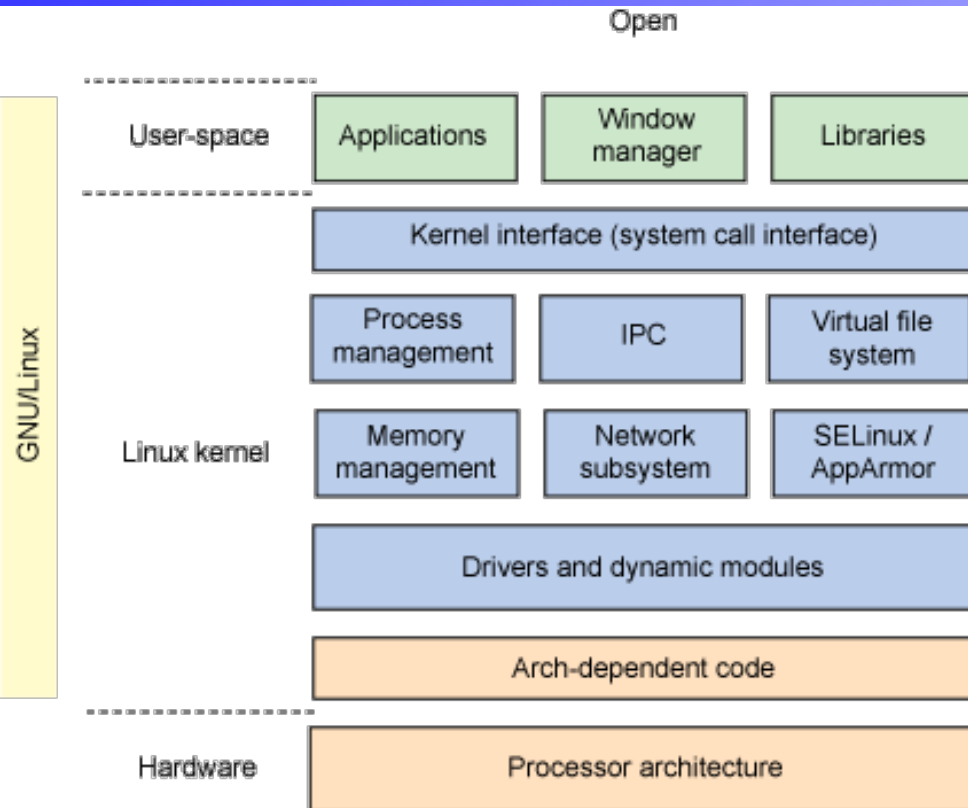 Open
User-space
Applications
Window
manager
Libraries
Kernel interface (system call interface)
GNU/Linux
Linux kernel
Process
management
IPC
Virtual file
system
Memory
management
Network
subsystem
SELinux /
AppArmor
Drivers and dynamic modules
Arch-dependent code
Hardware
Processor architecture